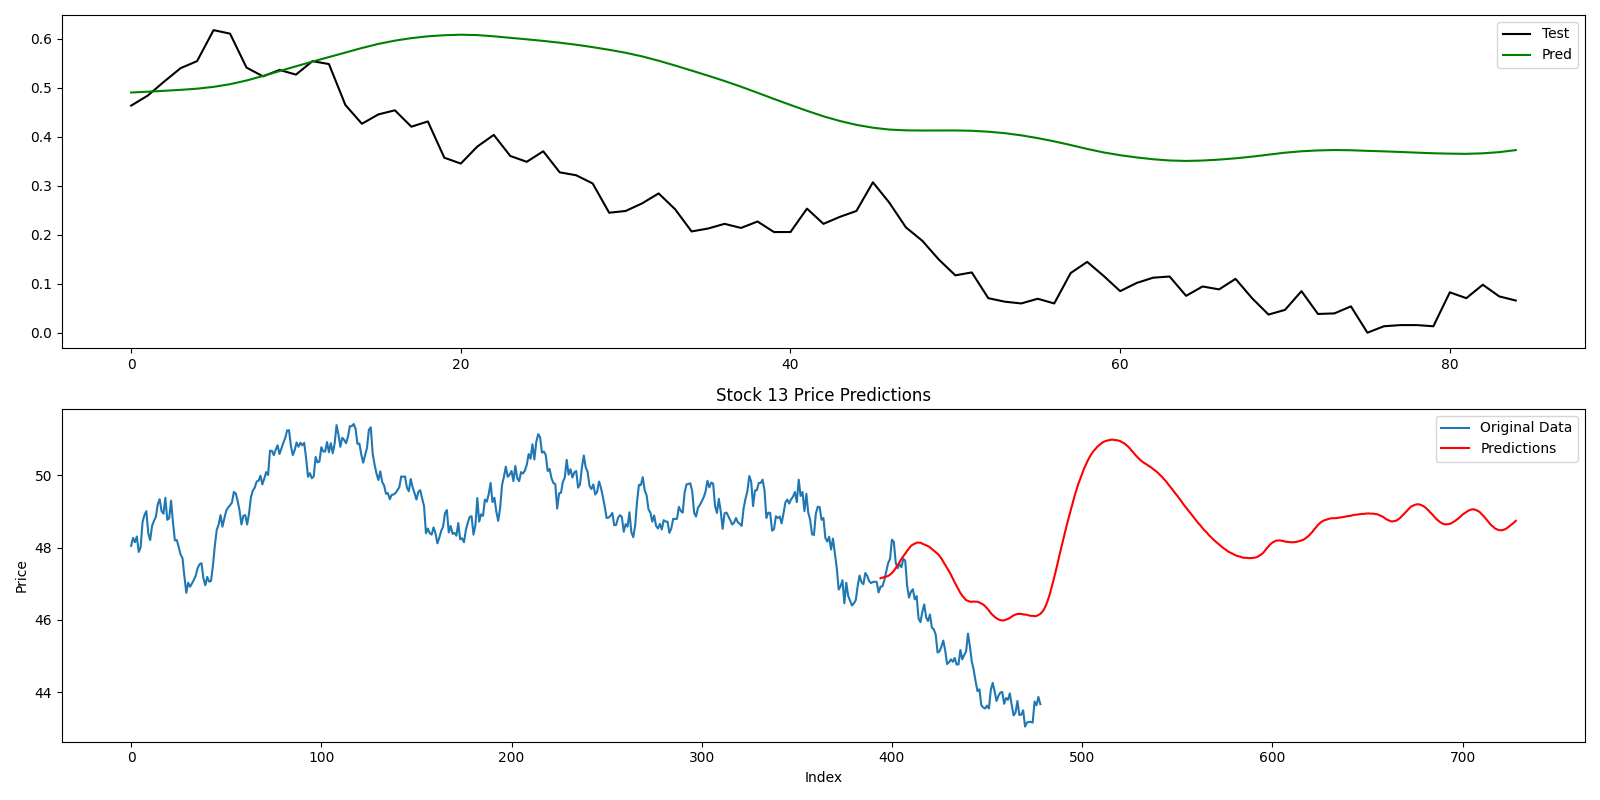 0.6
0.5
0.4
0.3
0.2
0.1
0.0
Test
Pred
0 20 40 60 80
Stock 13 Price Predictions
Price
50
48
46
44
Original Data
Predictions
0 100 200 300 400 500 600 700
Index